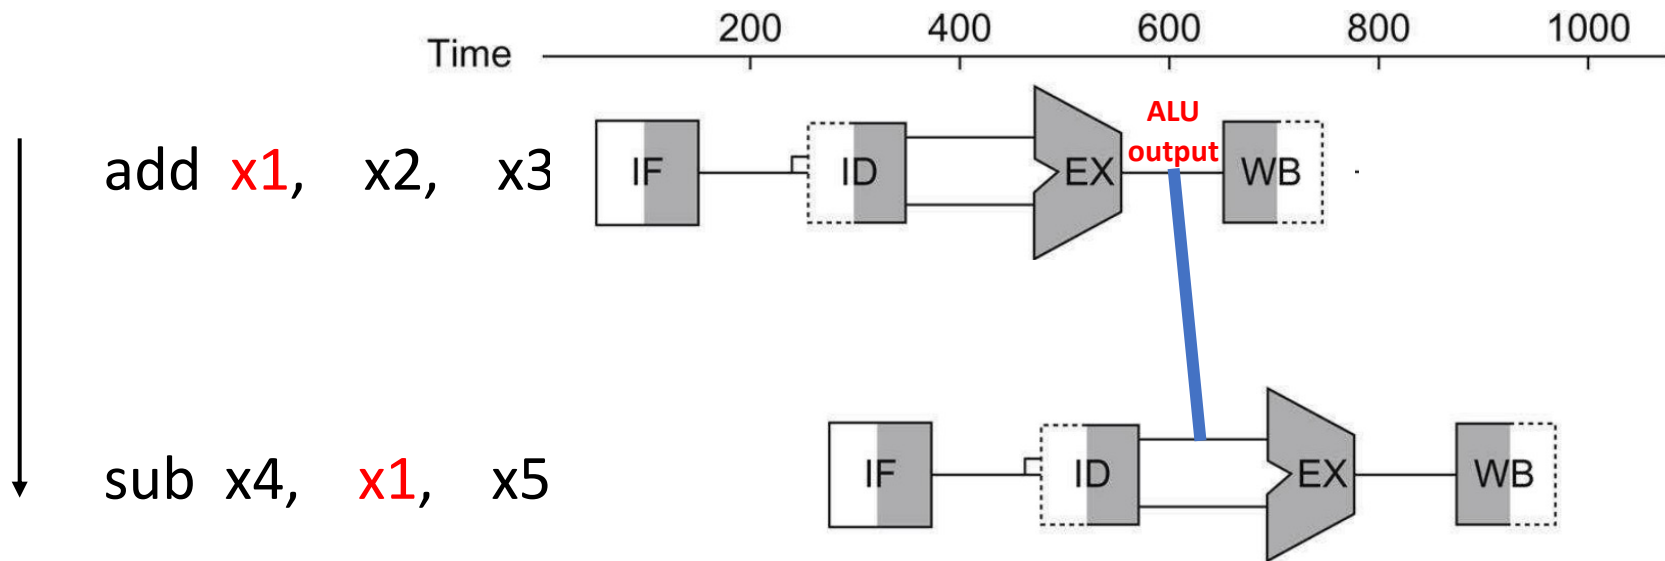 Time 200 400 600 800 1000
add x1, x2, x3 IF ID EX ALU output WB .
sub x4, x1, x5 IF ID EX WB